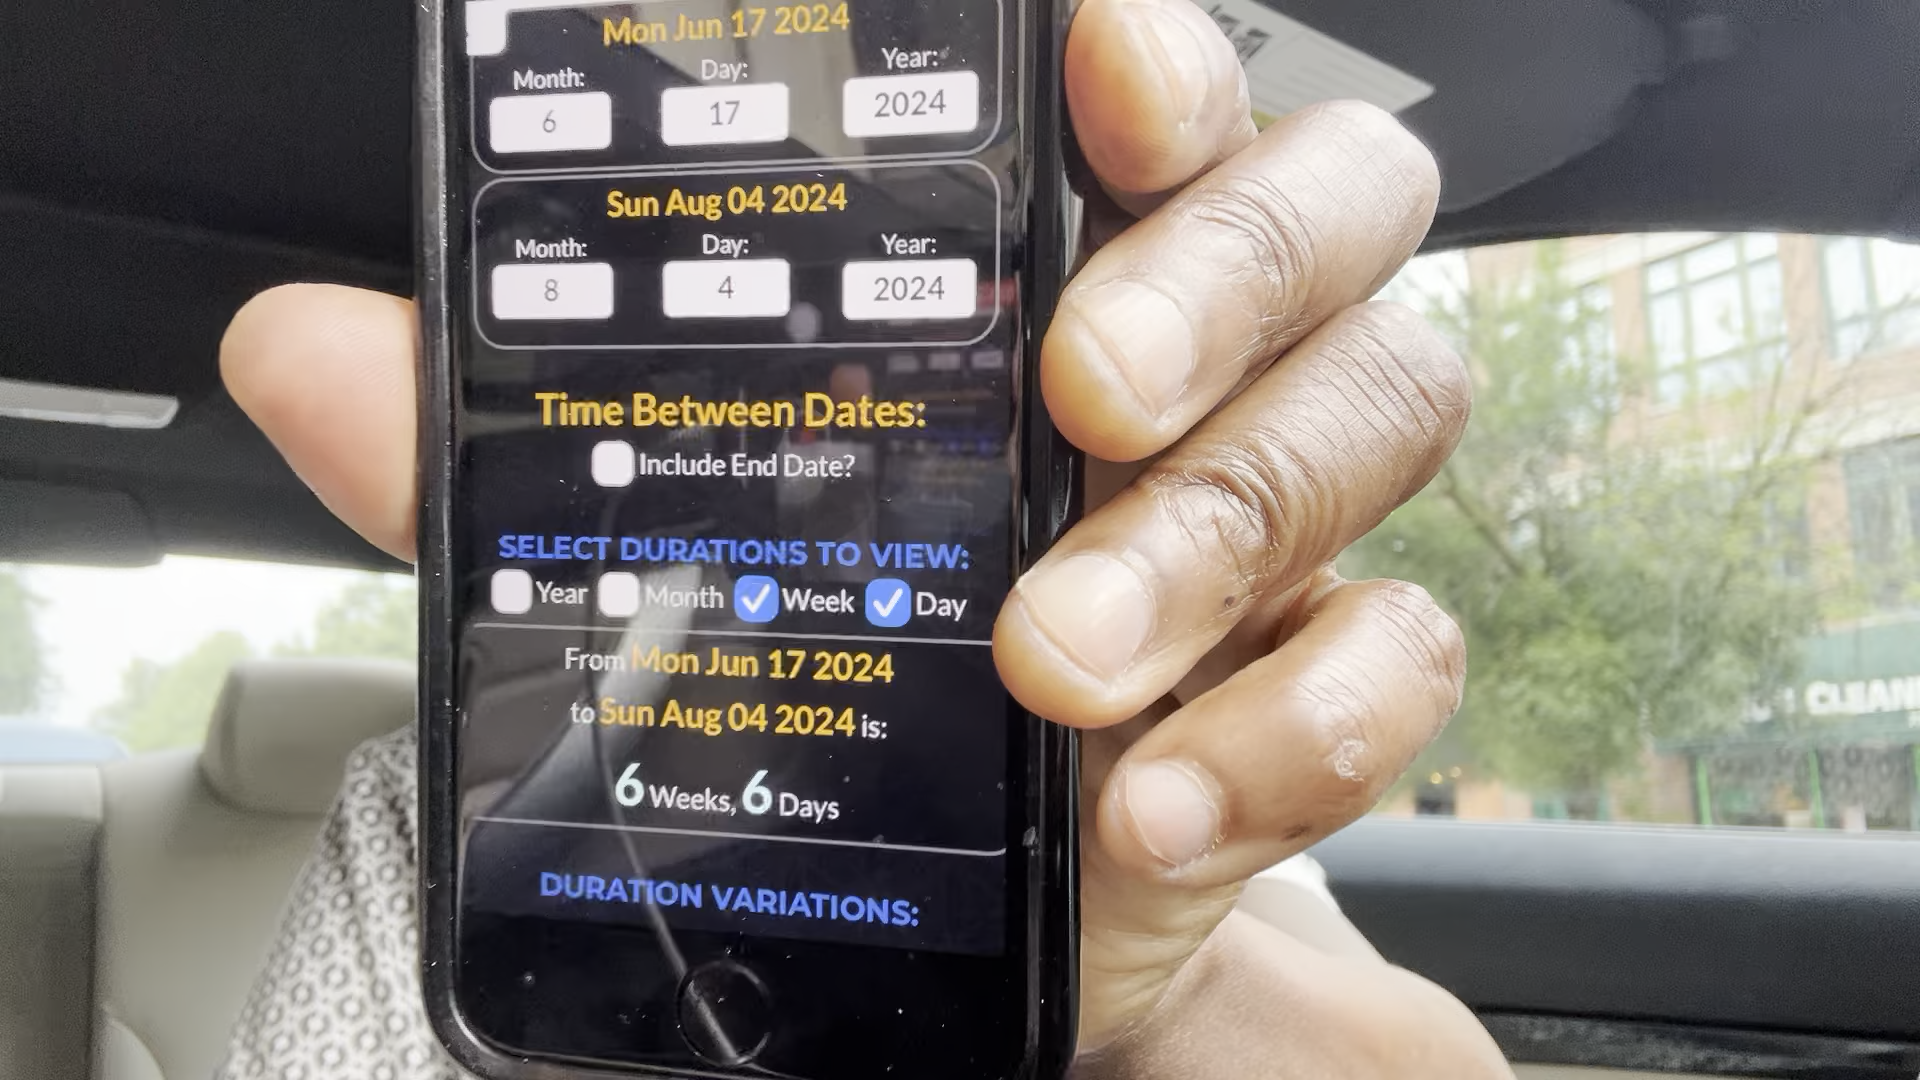 Mon Jun 17 2024
Month: Day: Year:
6 17 2024
Sun Aug 04 2024
Month: Day: Year:
8 4 2024
Time Between Dates:
Include End Date?
SELECT DURATIONS TO VIEW:
Year Month Week Day
From Mon Jun 17 2024
to Sun Aug 04 2024 is:
6 Weeks, 6 Days
DURATION VARIATIONS: